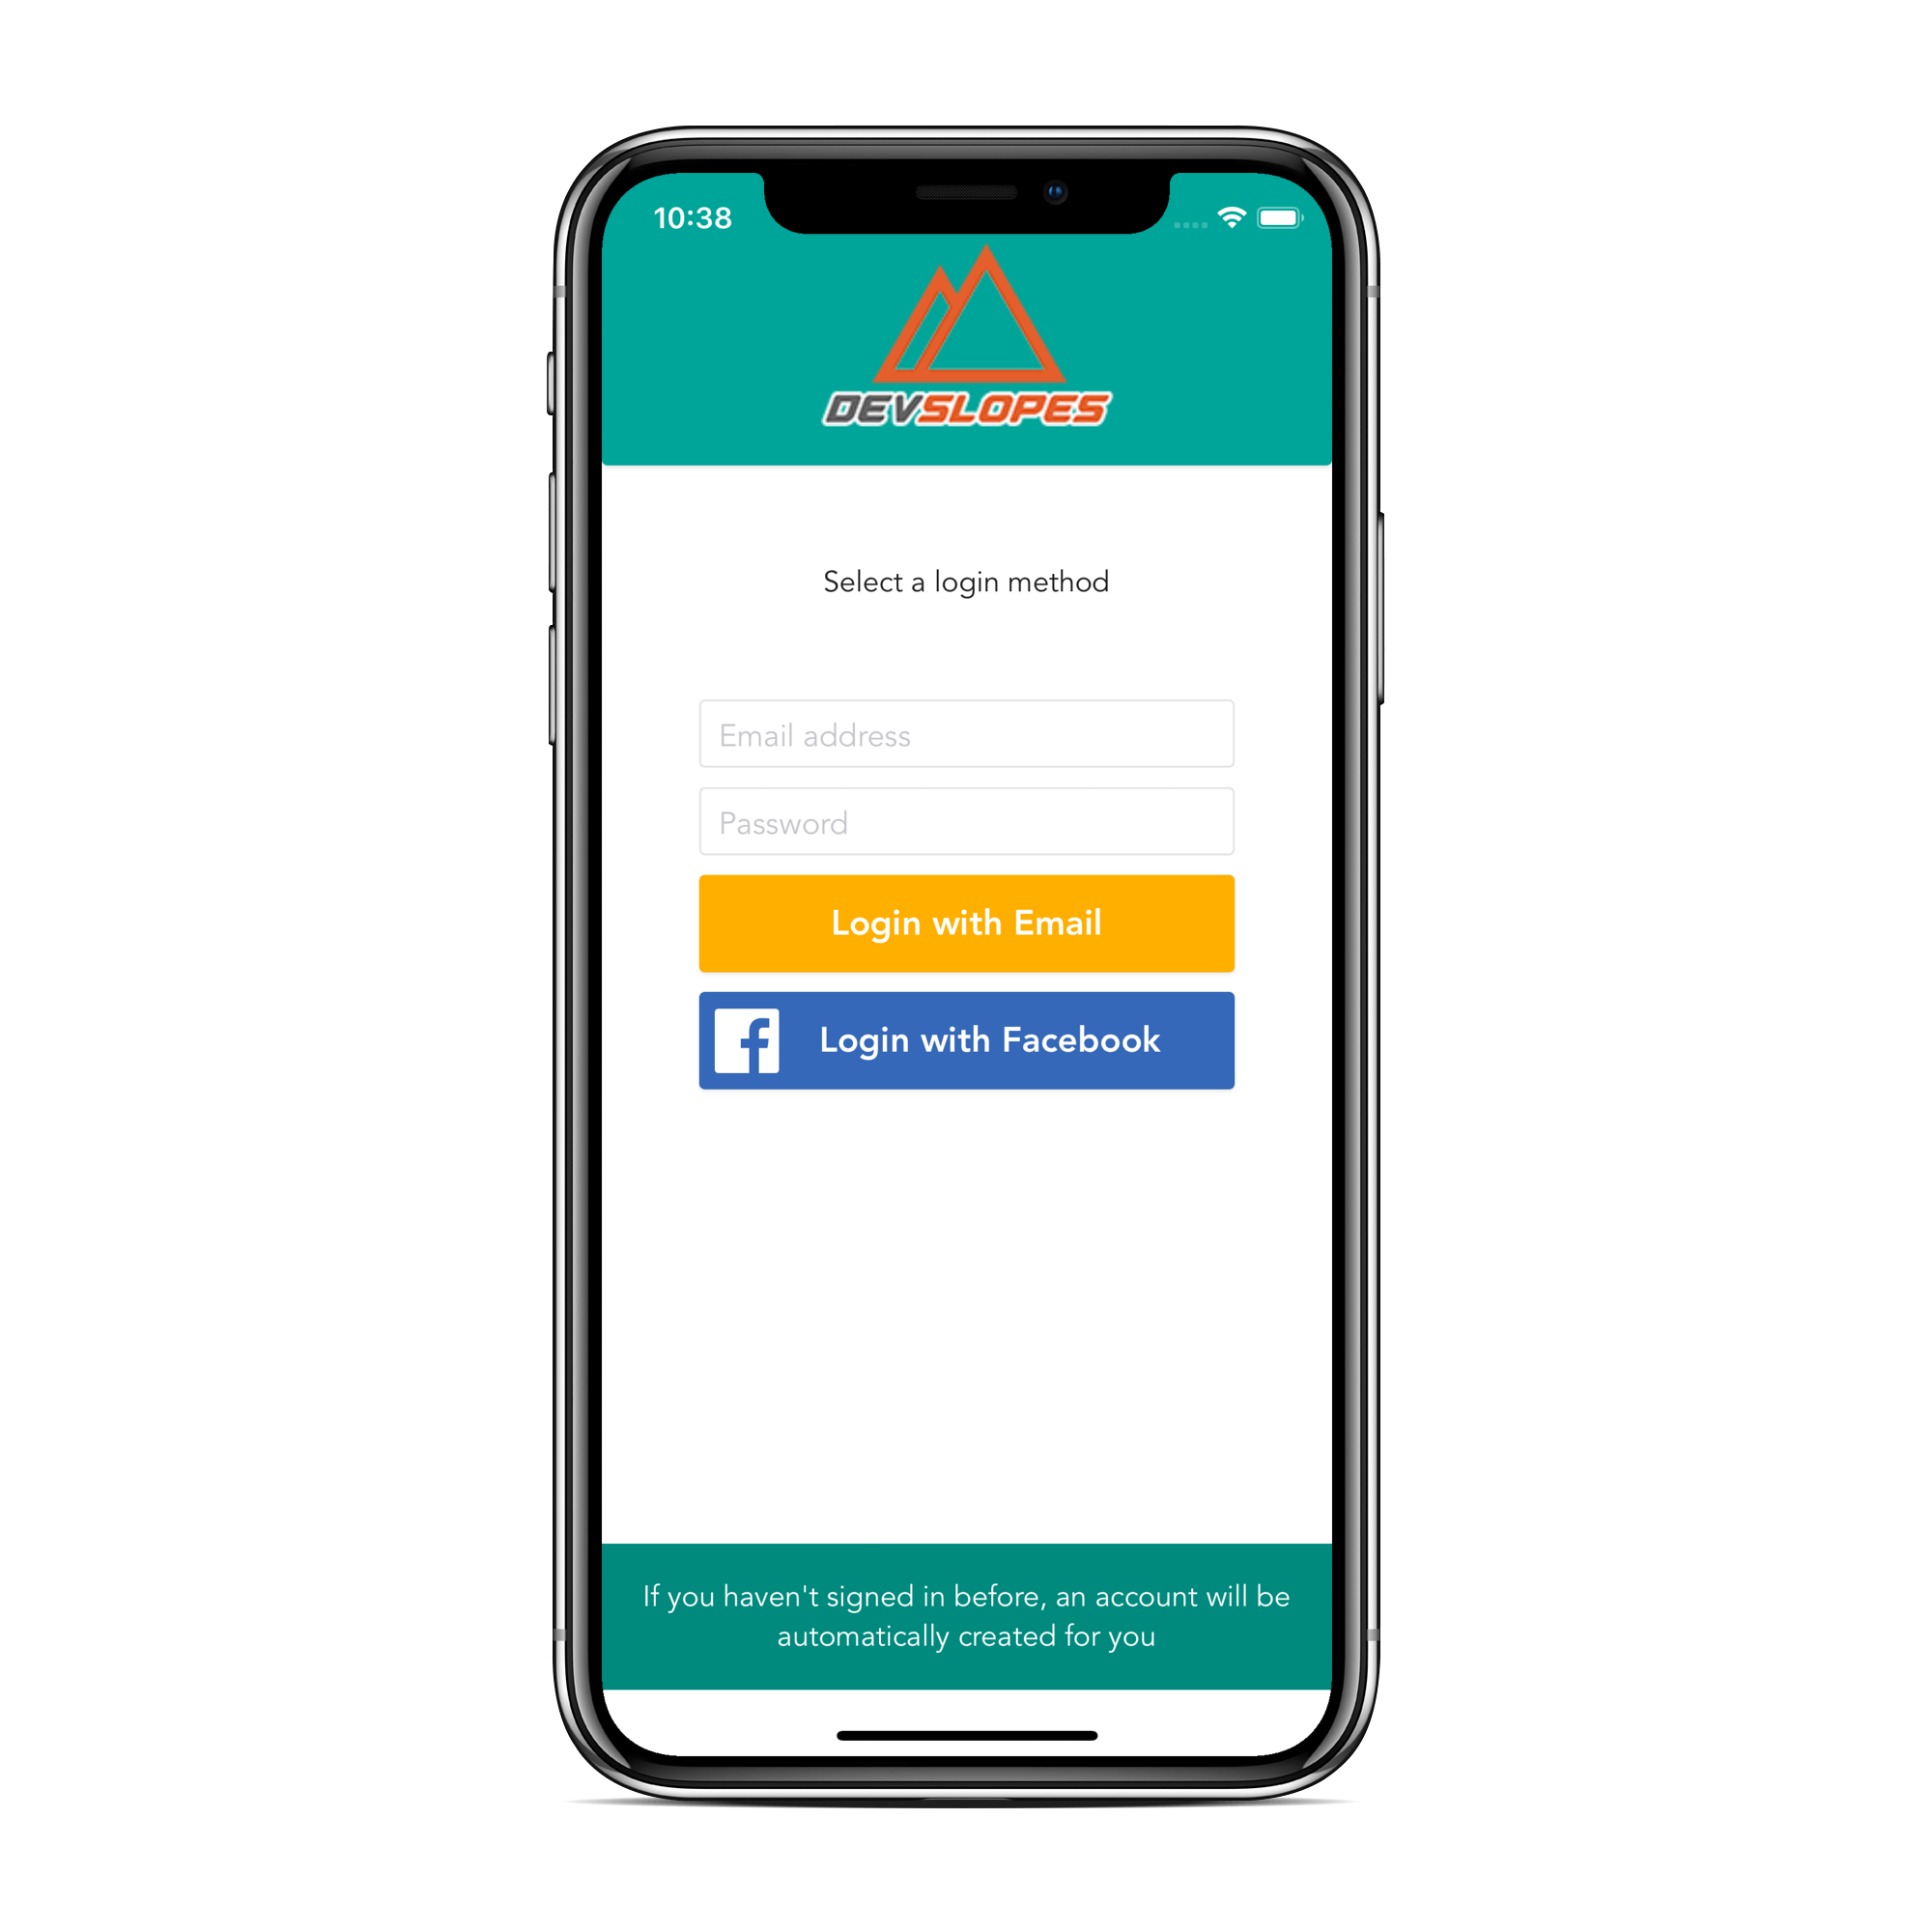 10:38
DEVSLOPES
Select a login method
Email address
Password
Login with Email
Login with Facebook
If you haven't signed in before, an account will be
automatically created for you